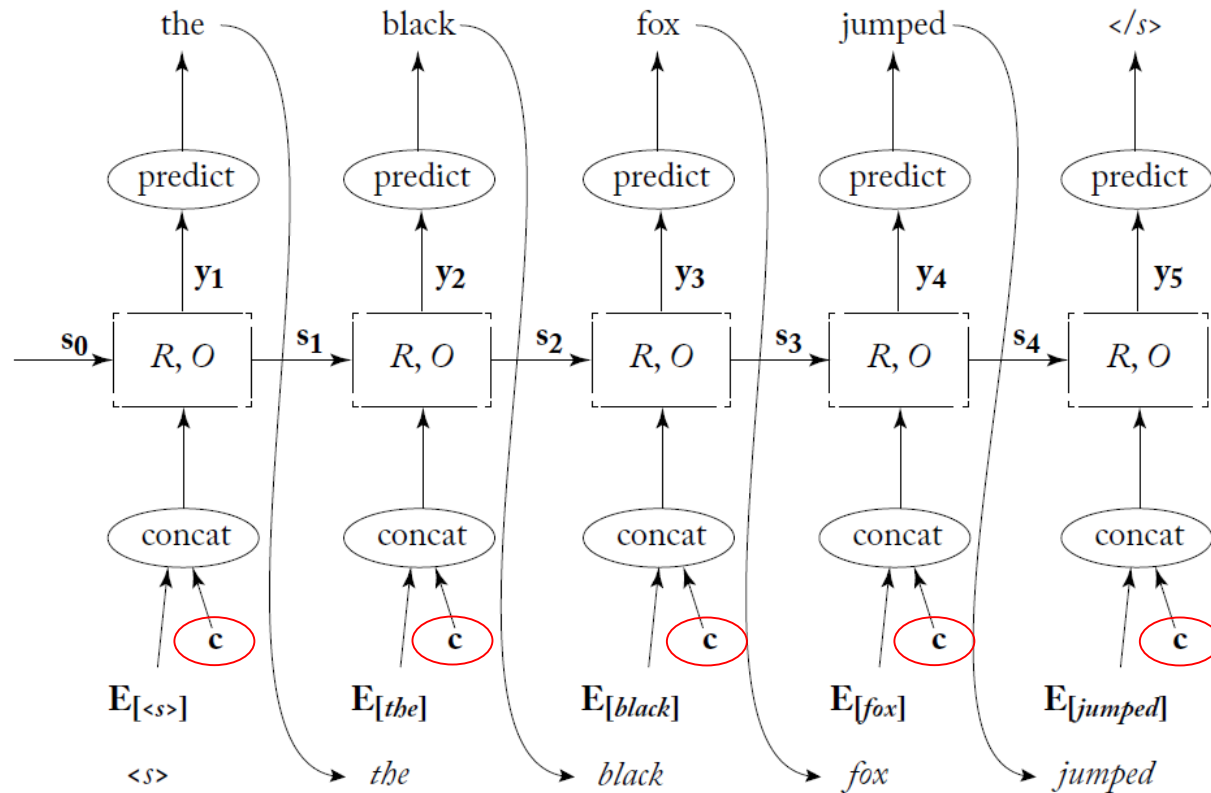 the black fox jumped </s>
predict predict predict predict predict
y1 y2 y3 y4 y5
s0 R, O s1 R, O s2 R, O s3 R, O s4 R, O
concat concat concat concat concat
c c c c c
E[<s>] E[the] E[black] E[fox] E[jumped]
<s> the black fox jumped